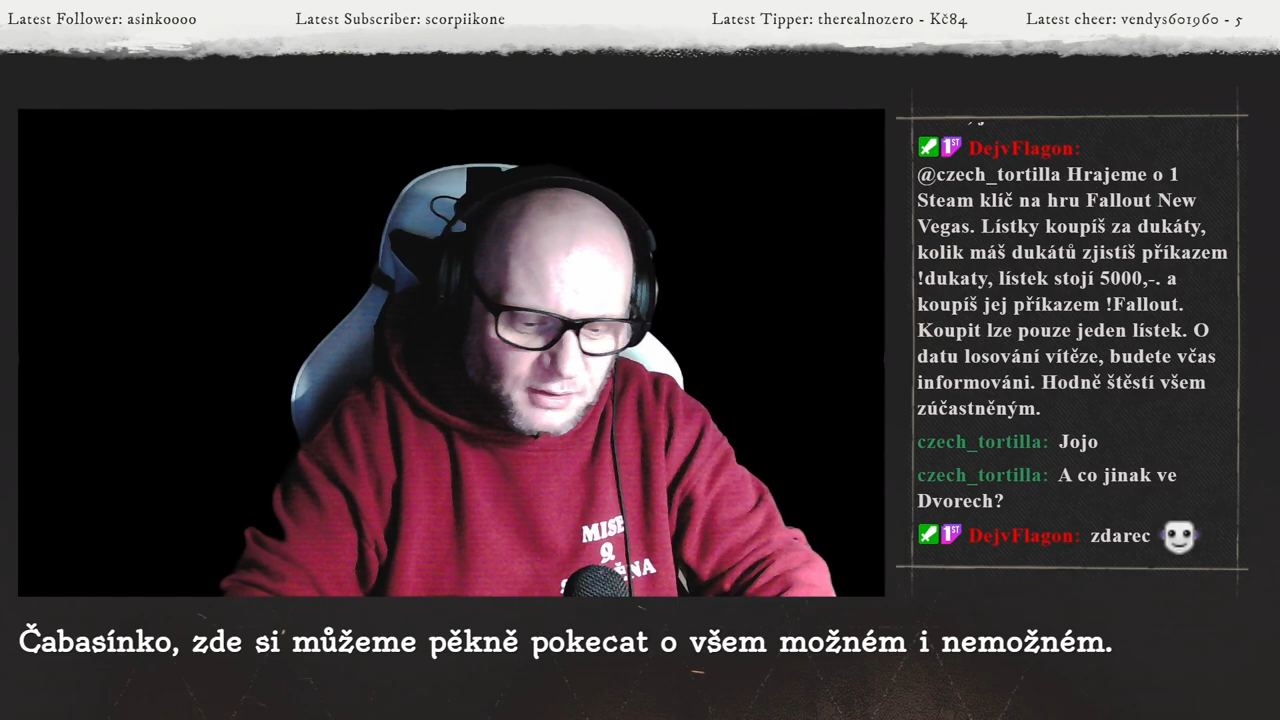 Latest Follower: asinkoooo
Latest Subscriber: scorpiikone
Latest Tipper: therealnozero - Kč84
Latest cheer: vendys601960 - 5
1ST DejvFlagon:
@czech_tortilla Hrajeme o 1
Steam klíč na hru Fallout New
Vegas. Lístky koupíš za dukáty,
kolik máš dukátů zjistíš příkazem
!dukaty, lístek stojí 5000,-. a
koupíš jej příkazem !Fallout.
Koupit lze pouze jeden lístek. O
datu losování vítěze, budete včas
informováni. Hodně štěstí všem
zúčastněným.
czech_tortilla: Jojo
czech_tortilla: A co jinak ve
Dvorech?
1ST DejvFlagon: zdarec
MISE
Čabasínko, zde si můžeme pěkně pokecat o všem možném i nemožném.